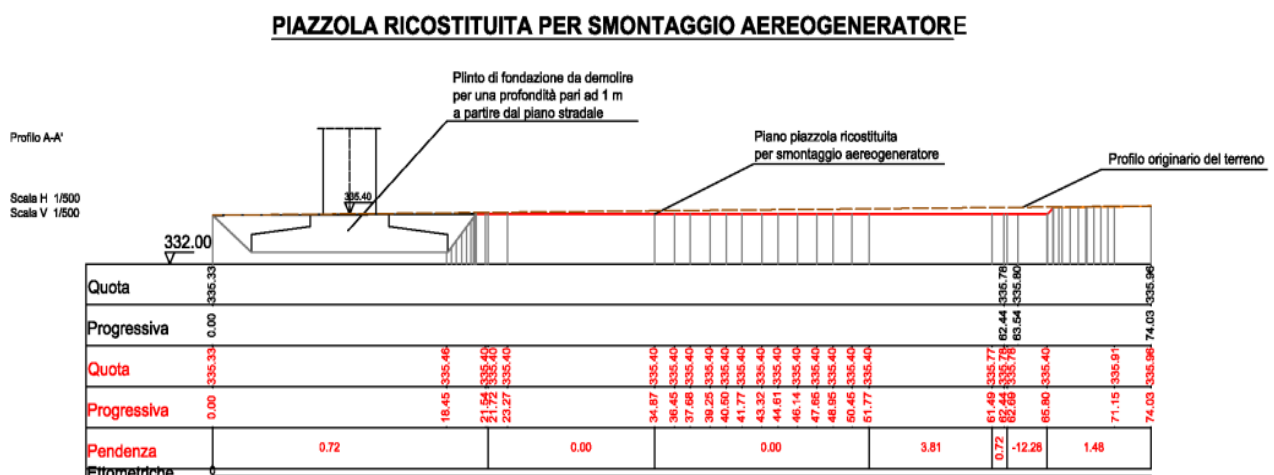 PIAZZOLA RICOSTITUITA PER SMONTAGGIO AEREOGENERATORE
Plinto di fondazione da demolire
per una profondità pari ad 1 m
a partire dal piano stradale
Profilo A-A'
Piano piazzola ricostituita
per smontaggio aereogeneratore
Profilo originario del terreno
Scala H 1/500
Scala V 1/500
335.40
332.00
Quota 335.33 335.78 335.80 335.96
Progressiva 0.00 62.44 63.54 74.03
Quota 335.33 335.46 335.40 335.40 335.40 335.40 335.40 335.40 335.40 335.40 335.40 335.40 335.40 335.40 335.40 335.40 335.40 335.40 335.77 335.78 335.78 335.40 335.91 335.96
Progressiva 0.00 18.45 21.54 21.72 23.27 34.87 36.45 37.68 39.25 40.50 41.77 43.32 44.61 46.14 47.65 48.95 50.45 51.77 61.49 62.44 62.69 65.80 71.15 74.03
Pendenza 0.72 0.00 0.00 3.81 0.72 -12.28 1.48
Ettometriche 0